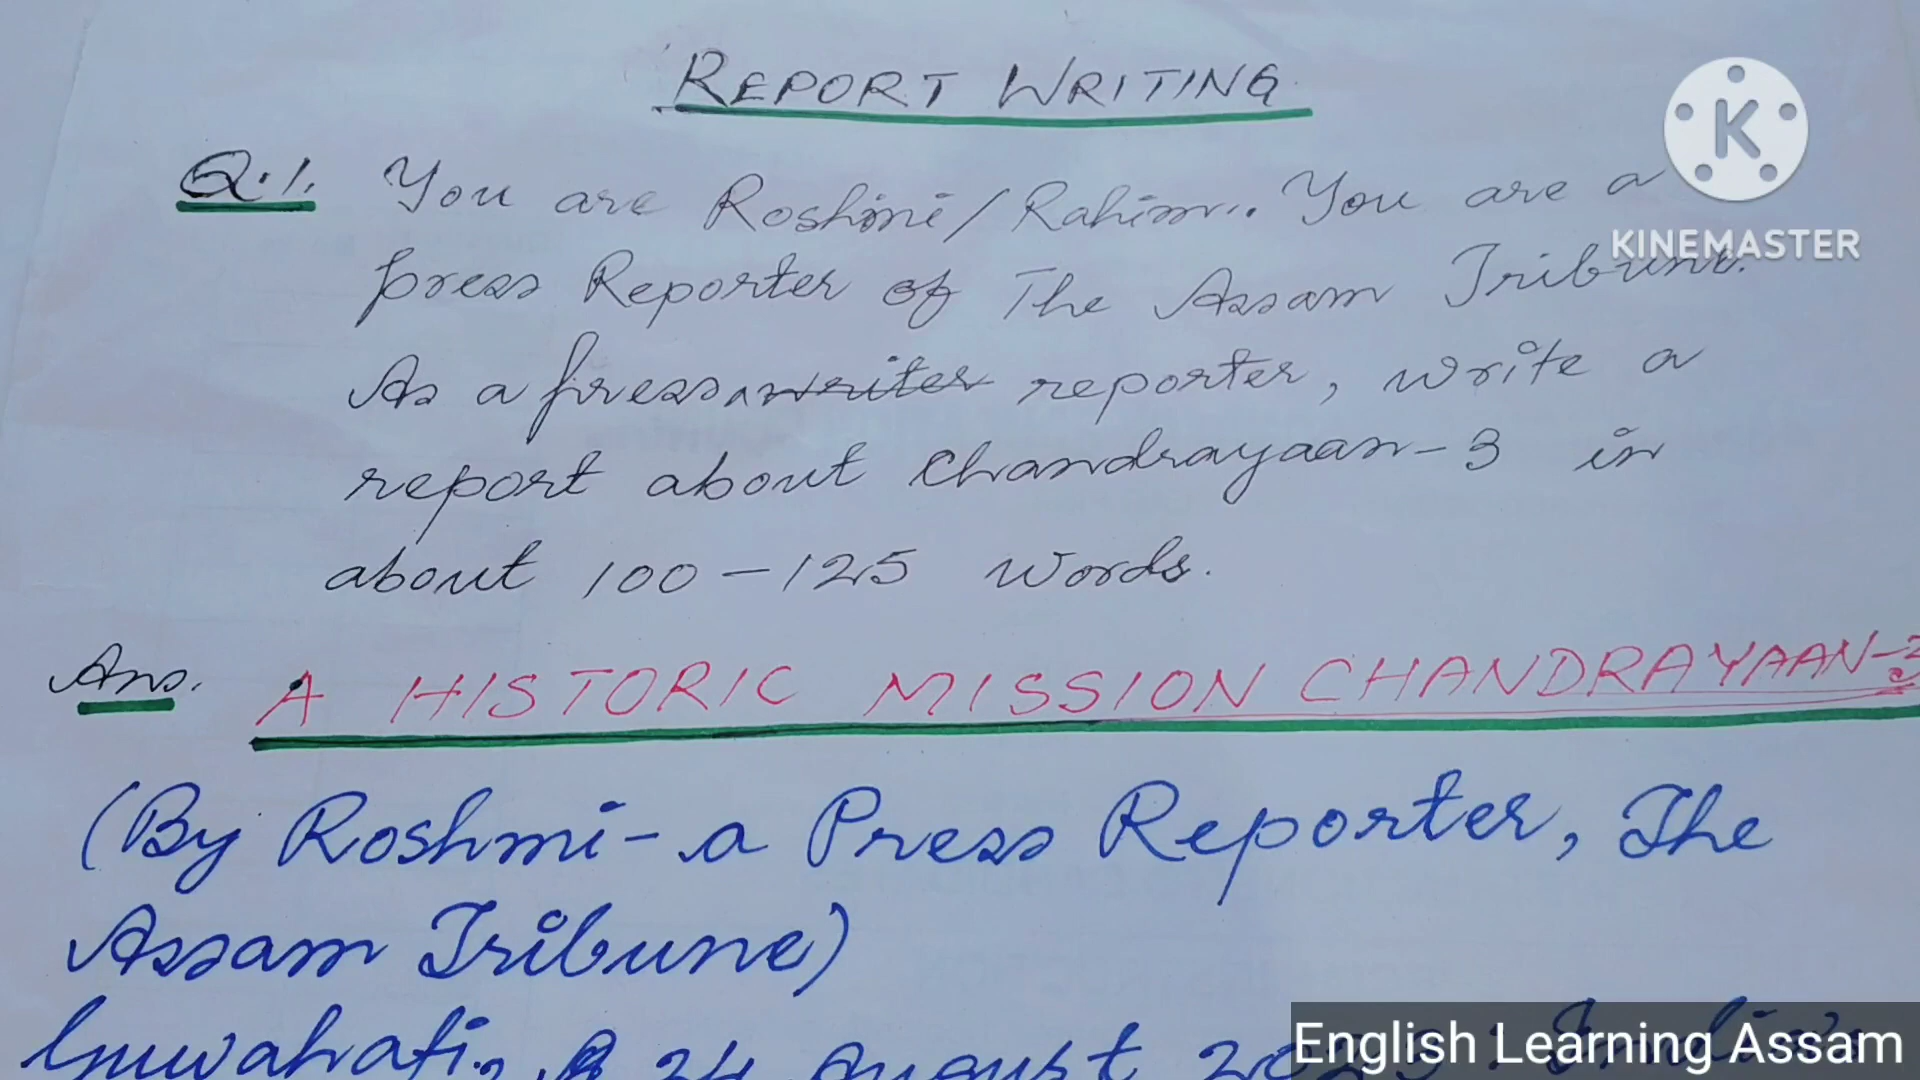 REPORT WRITING
Q.1. You are Roshmi/Rahim. You are a
press Reporter of The Assam Tribune.
As a press writer reporter, write a
report about Chandrayaan-3 in
about 100-125 words.
Ans. A HISTORIC MISSION CHANDRAYAAN-3
(By Roshmi- a Press Reporter, The
Assam Tribune)
Guwahati, 24 August 2023: India's
K
KINEMASTER
English Learning Assam